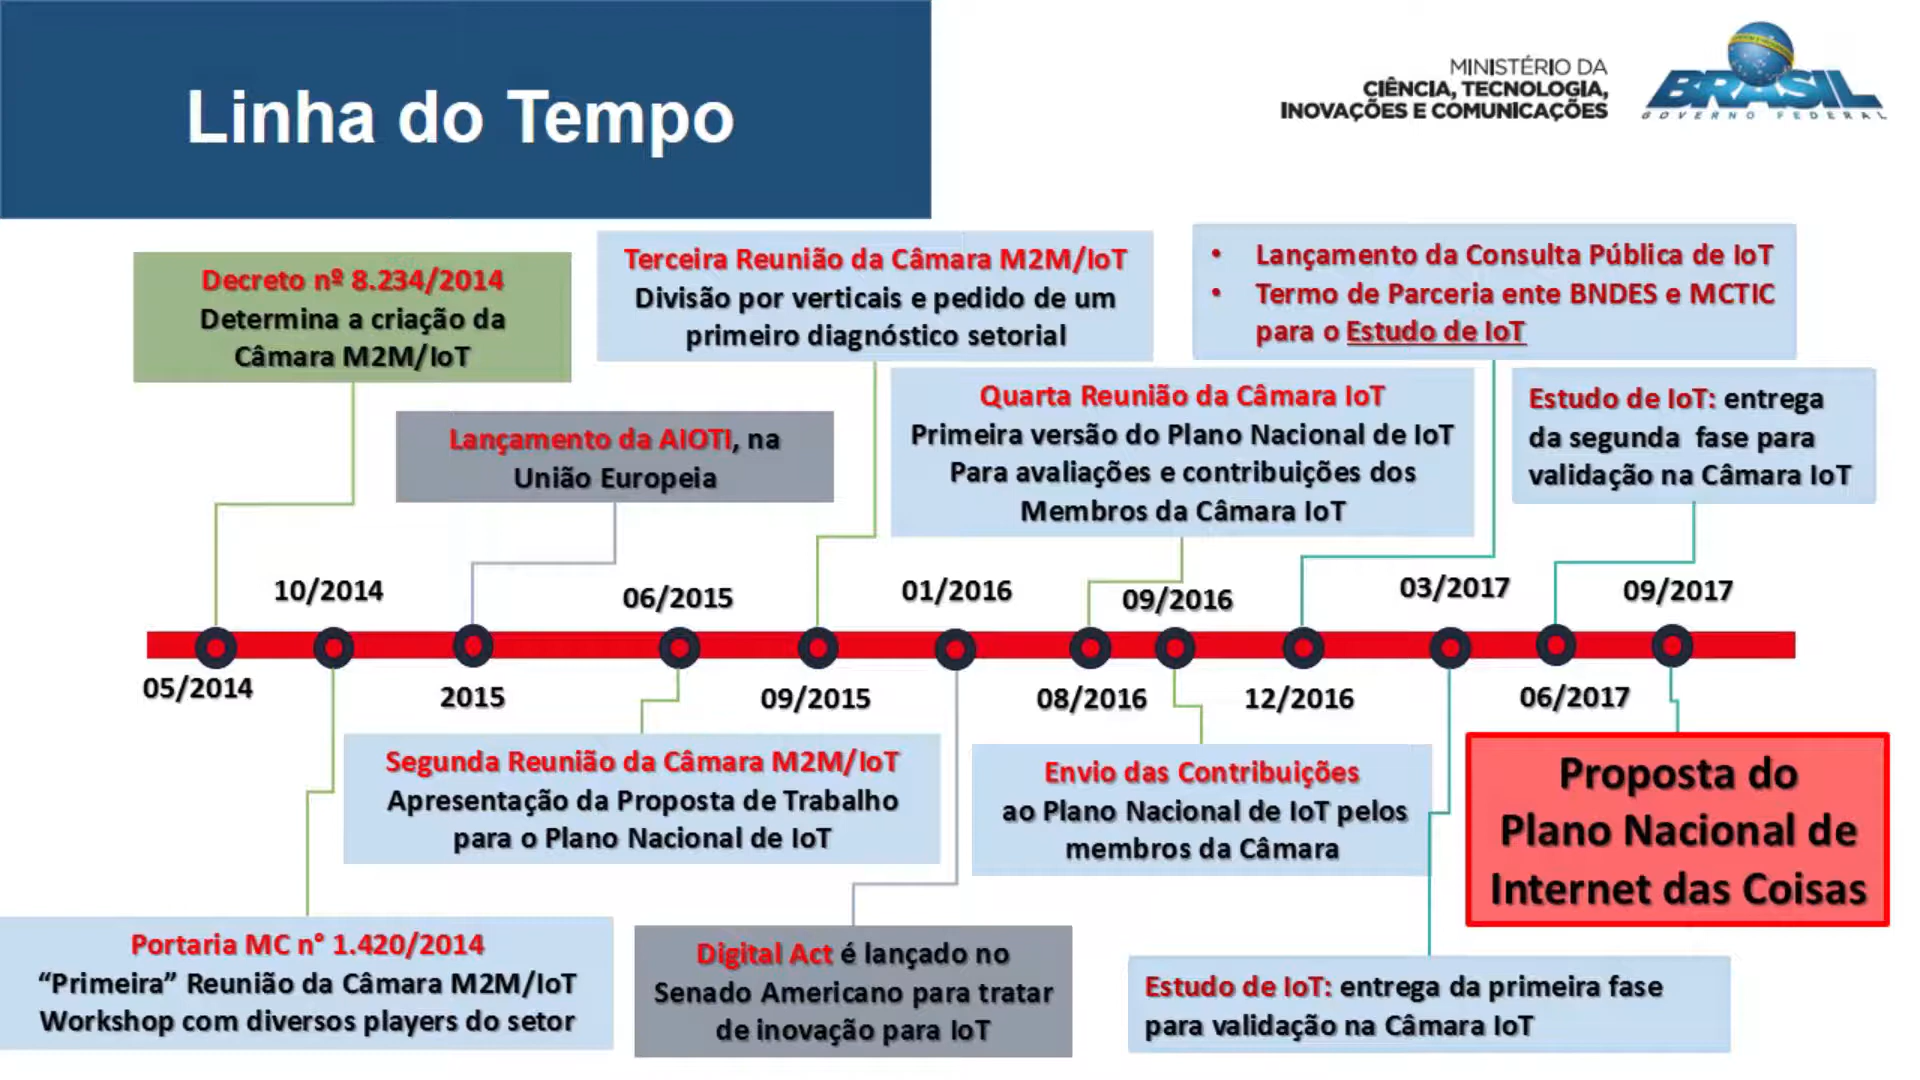 Linha do Tempo
MINISTÉRIO DA
CIÊNCIA, TECNOLOGIA,
INOVAÇÕES E COMUNICAÇÕES
BRASIL
GOVERNO FEDERAL
Decreto nº 8.234/2014
Determina a criação da
Câmara M2M/IoT
Terceira Reunião da Câmara M2M/IoT
Divisão por verticais e pedido de um
primeiro diagnóstico setorial
• Lançamento da Consulta Pública de IoT
• Termo de Parceria ente BNDES e MCTIC
para o Estudo de IoT
Lançamento da AIOTI, na
União Europeia
Quarta Reunião da Câmara IoT
Primeira versão do Plano Nacional de IoT
Para avaliações e contribuições dos
Membros da Câmara IoT
Estudo de IoT: entrega
da segunda fase para
validação na Câmara IoT
10/2014
06/2015
01/2016
09/2016
03/2017
09/2017
05/2014
2015
09/2015
08/2016
12/2016
06/2017
Segunda Reunião da Câmara M2M/IoT
Apresentação da Proposta de Trabalho
para o Plano Nacional de IoT
Envio das Contribuições
ao Plano Nacional de IoT pelos
membros da Câmara
Proposta do
Plano Nacional de
Internet das Coisas
Portaria MC n° 1.420/2014
“Primeira” Reunião da Câmara M2M/IoT
Workshop com diversos players do setor
Digital Act é lançado no
Senado Americano para tratar
de inovação para IoT
Estudo de IoT: entrega da primeira fase
para validação na Câmara IoT